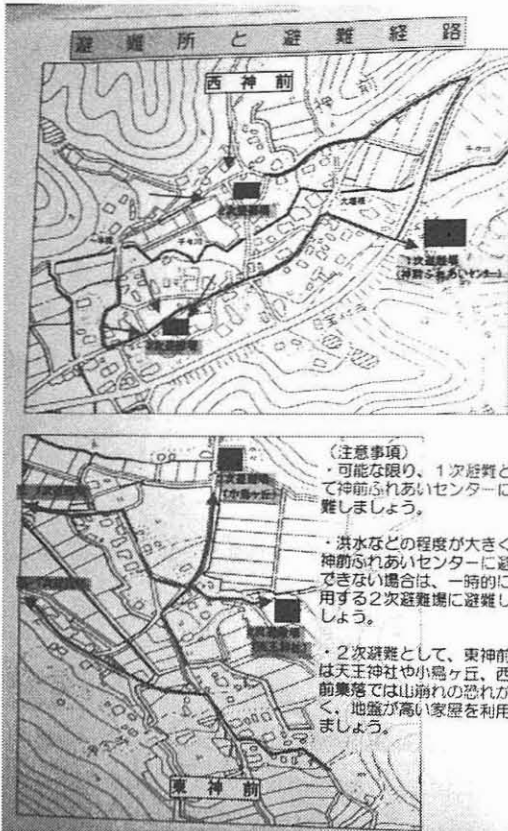 避難所と避難経路
西神前
2次避難場
大塚橋
千々川
1次避難場
(神前ふれあいセンター)
2次避難場
2次避難場
(小鳥ヶ丘)
(天王神社)
東神前
(注意事項)
・可能な限り、1次避難と
て神前ふれあいセンターに
難しましょう。
・洪水などの程度が大きく
神前ふれあいセンターに避
できない場合は、一時的に
用する2次避難場に避難し
しょう。
・2次避難として、東神前
は天王神社や小鳥ヶ丘、西
前集落では山崩れの恐れが
く、地盤が高い家屋を利用
ましょう。